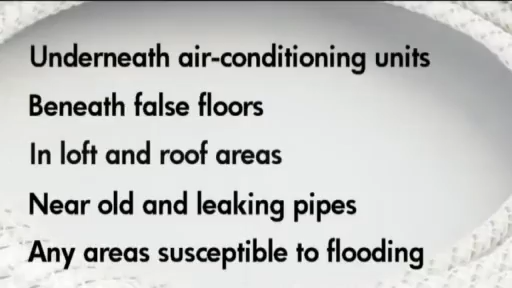 Underneath air-conditioning units
Beneath false floors
In loft and roof areas
Near old and leaking pipes
Any areas susceptible to flooding